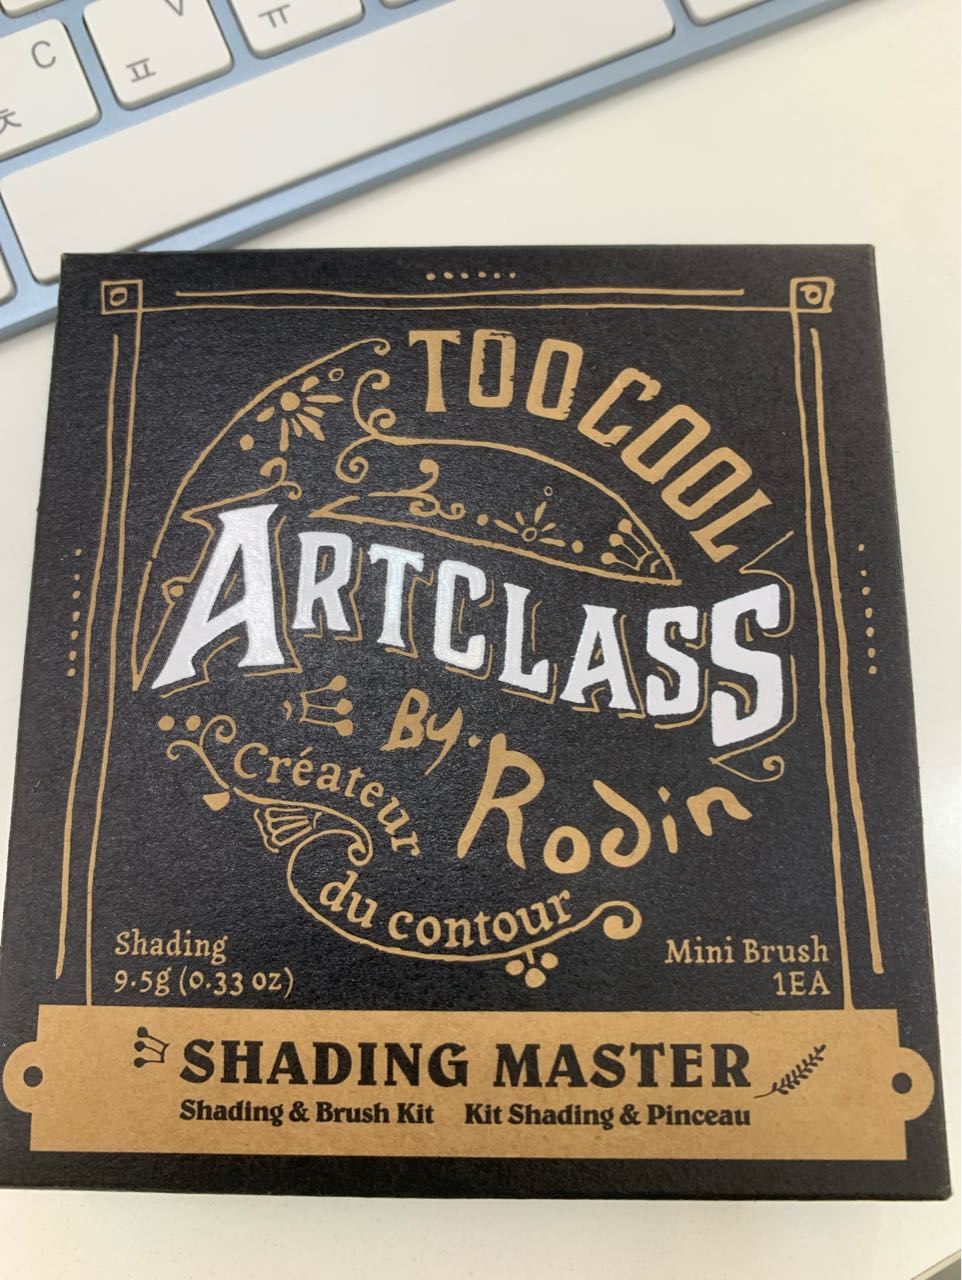 C
V
ㅊ
ㅍ
ㅠ
TOO COOL
ARTCLASS
By. Rodin
Créateur
du contour
Shading
9.5g (0.33 oz)
Mini Brush
1EA
SHADING MASTER
Shading & Brush Kit Kit Shading & Pinceau